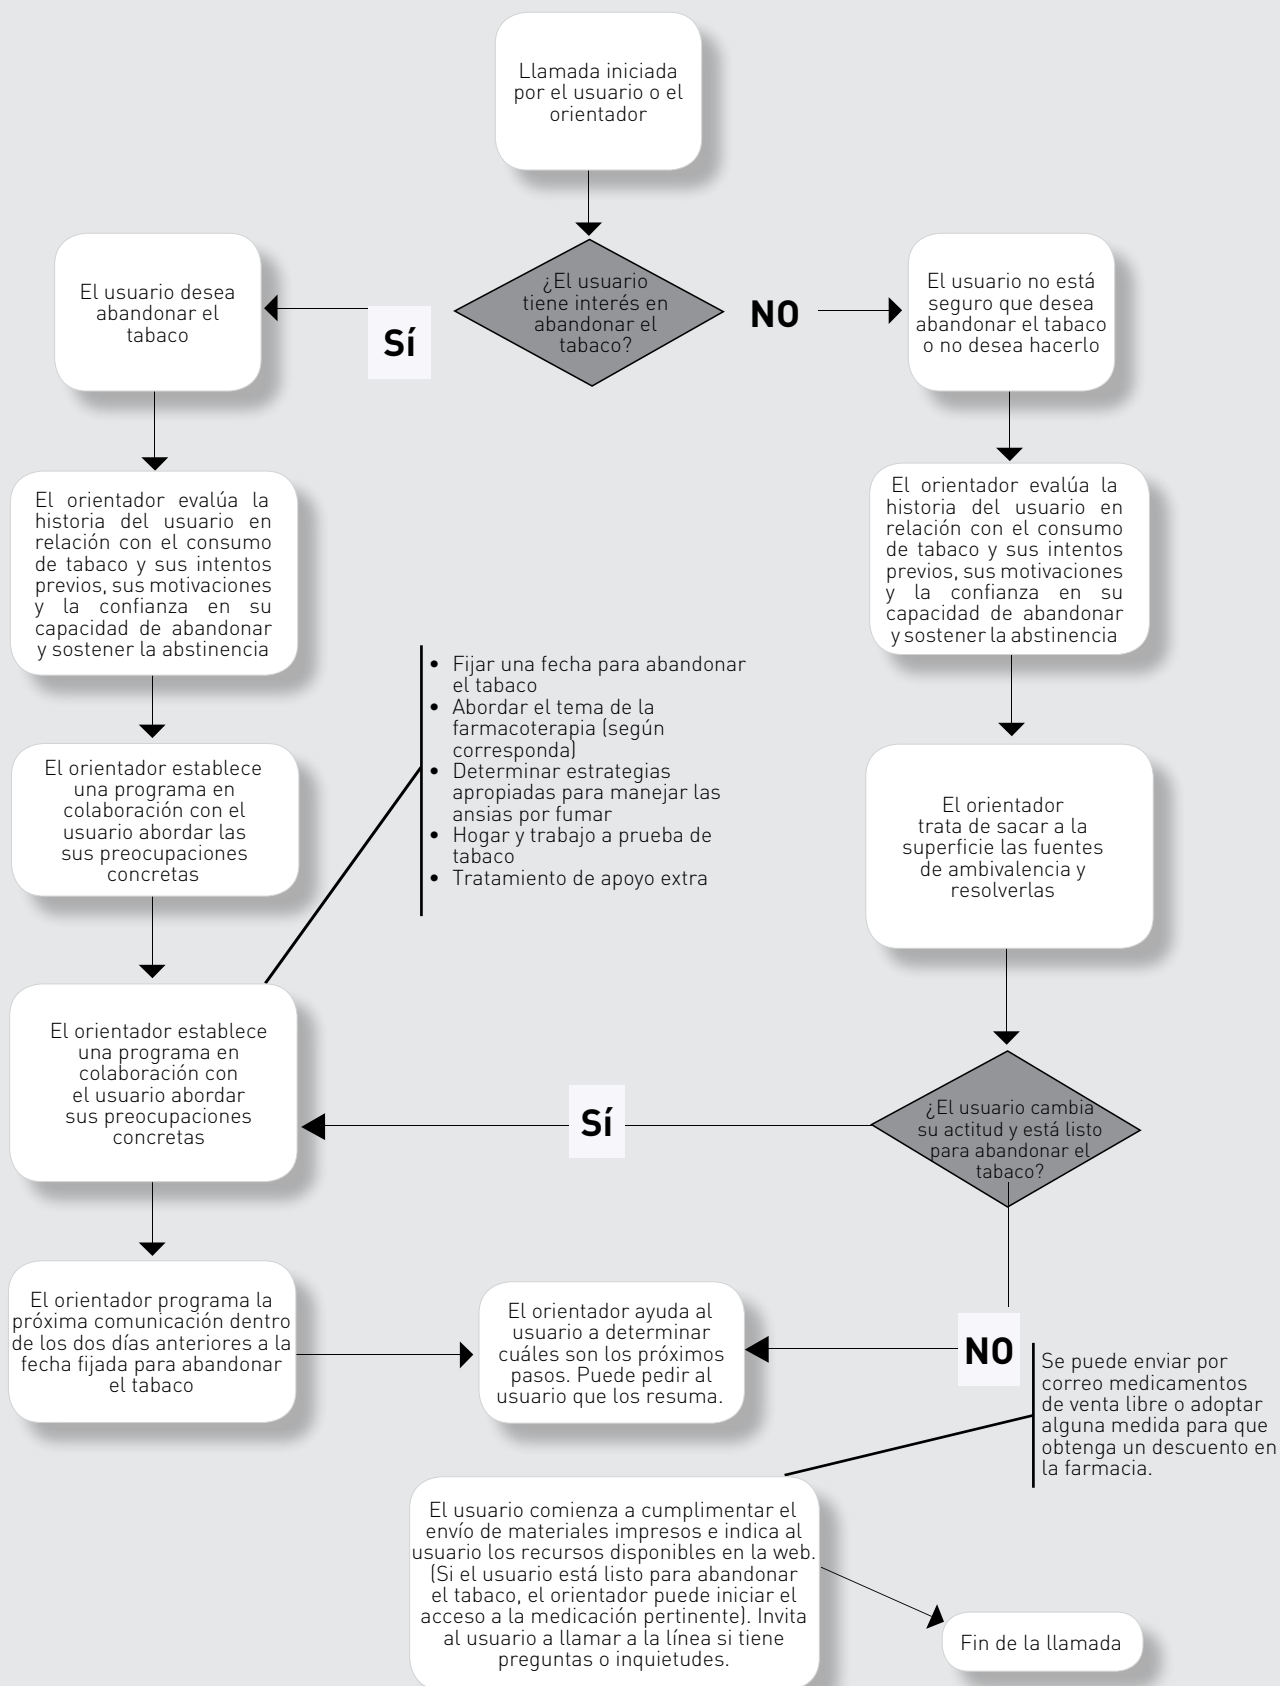 Llamada iniciada
por el usuario o el
orientador
¿El usuario
tiene interés en
abandonar el
tabaco?
Sí
NO
El usuario desea
abandonar el
tabaco
El usuario no está
seguro que desea
abandonar el tabaco
o no desea hacerlo
El orientador evalúa la
historia del usuario en
relación con el consumo
de tabaco y sus intentos
previos, sus motivaciones
y la confianza en su
capacidad de abandonar
y sostener la abstinencia
El orientador evalúa la
historia del usuario en
relación con el consumo
de tabaco y sus intentos
previos, sus motivaciones
y la confianza en su
capacidad de abandonar
y sostener la abstinencia
• Fijar una fecha para abandonar
el tabaco
• Abordar el tema de la
farmacoterapia (según
corresponda)
• Determinar estrategias
apropiadas para manejar las
ansias por fumar
• Hogar y trabajo a prueba de
tabaco
• Tratamiento de apoyo extra
El orientador establece
una programa en
colaboración con el
usuario abordar las
sus preocupaciones
concretas
El orientador
trata de sacar a la
superficie las fuentes
de ambivalencia y
resolverlas
El orientador establece
una programa en
colaboración con
el usuario abordar
sus preocupaciones
concretas
Sí
¿El usuario cambia
su actitud y está listo
para abandonar el
tabaco?
El orientador programa la
próxima comunicación dentro
de los dos días anteriores a la
fecha fijada para abandonar
el tabaco
El orientador ayuda al
usuario a determinar
cuáles son los próximos
pasos. Puede pedir al
usuario que los resuma.
NO
Se puede enviar por
correo medicamentos
de venta libre o adoptar
alguna medida para que
obtenga un descuento en
la farmacia.
El usuario comienza a cumplimentar el
envío de materiales impresos e indica al
usuario los recursos disponibles en la web.
(Si el usuario está listo para abandonar
el tabaco, el orientador puede iniciar el
acceso a la medicación pertinente). Invita
al usuario a llamar a la línea si tiene
preguntas o inquietudes.
Fin de la llamada